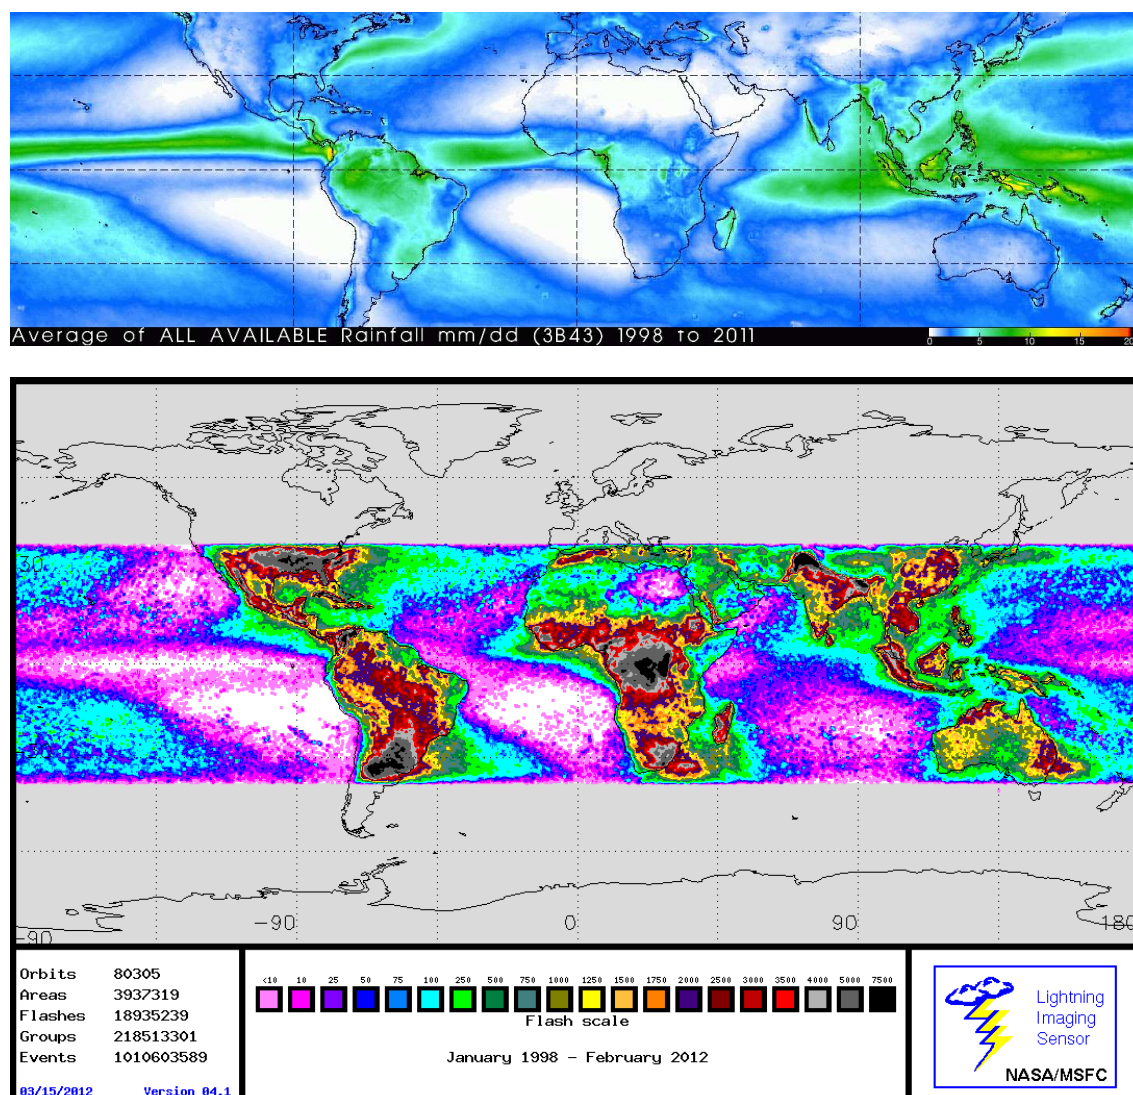 Average of ALL AVAILABLE Rainfall mm/dd (3B43) 1998 to 2011
0 5 10 15 20
30
-30
-90 0 90 180
-90
Orbits 80305
Areas 3937319
Flashes 18935239
Groups 218513301
Events 1010603589
03/15/2012 Version 04.1
<10 10 25 50 75 100 250 500 750 1000 1250 1500 1750 2000 2500 3000 3500 4000 5000 7500
Flash scale
January 1998 - February 2012
Lightning
Imaging
Sensor
NASA/MSFC